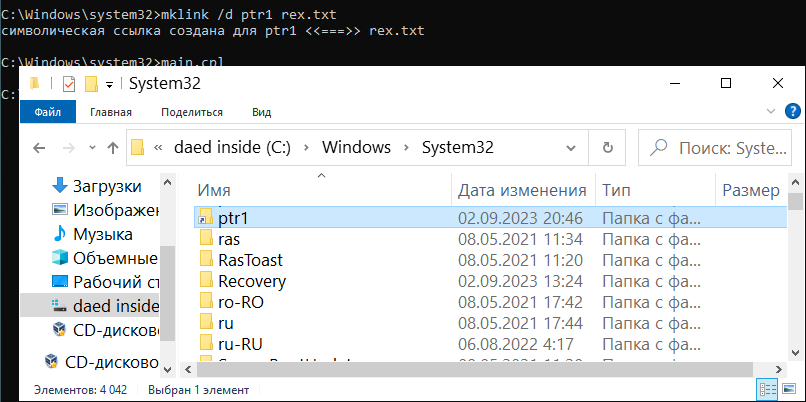 C:\Windows\system32>mklink /d ptr1 rex.txt
символическая ссылка создана для ptr1 <<===>> rex.txt
C:\Windows\system32>main.cpl
C:
System32
Файл Главная Поделиться Вид
« daed inside (C:) > Windows > System32
Поиск: Syste...
Загрузки
Изображен
Музыка
Объемные
Рабочий ст
daed inside
CD-дисково
CD-дисково
Имя Дата изменения Тип Размер
ptr1 02.09.2023 20:46 Папка с фа...
ras 08.05.2021 11:34 Папка с фа...
RasToast 08.05.2021 11:20 Папка с фа...
Recovery 02.09.2023 13:24 Папка с фа...
ro-RO 08.05.2021 17:42 Папка с фа...
ru 08.05.2021 17:44 Папка с фа...
ru-RU 06.08.2022 4:17 Папка с фа...
Элементов: 4 042 Выбран 1 элемент